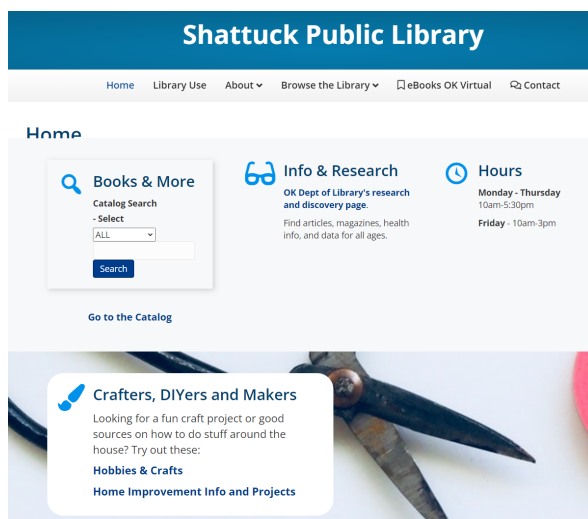 Shattuck Public Library
Home Library Use About Browse the Library eBooks OK Virtual Contact
Home
Books & More
Catalog Search
- Select
ALL
Search
Go to the Catalog
Info & Research
OK Dept of Library's research
and discovery page.
Find articles, magazines, health
info, and data for all ages.
Hours
Monday - Thursday
10am-5:30pm
Friday - 10am-3pm
Crafters, DIYers and Makers
Looking for a fun craft project or good
sources on how to do stuff around the
house? Try out these:
Hobbies & Crafts
Home Improvement Info and Projects